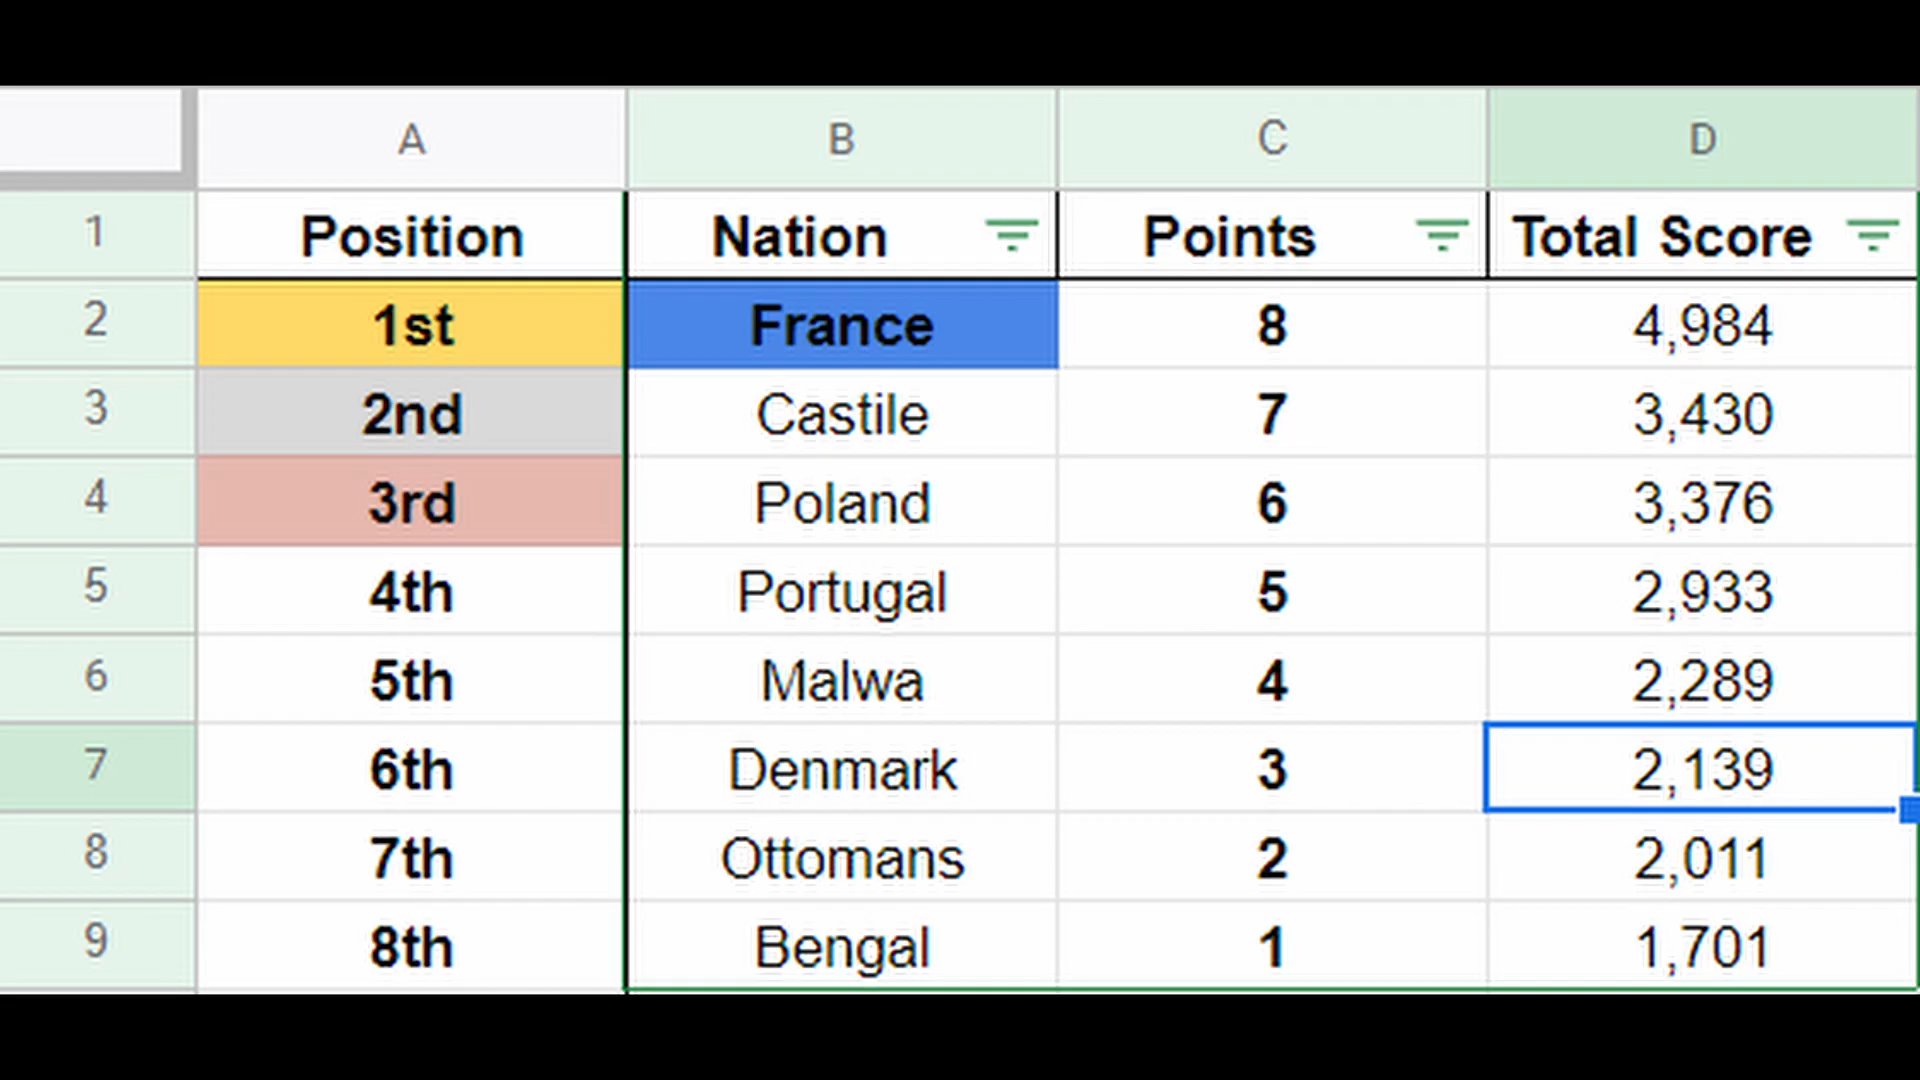 A B C D
1 Position Nation Points Total Score
2 1st France 8 4,984
3 2nd Castile 7 3,430
4 3rd Poland 6 3,376
5 4th Portugal 5 2,933
6 5th Malwa 4 2,289
7 6th Denmark 3 2,139
8 7th Ottomans 2 2,011
9 8th Bengal 1 1,701